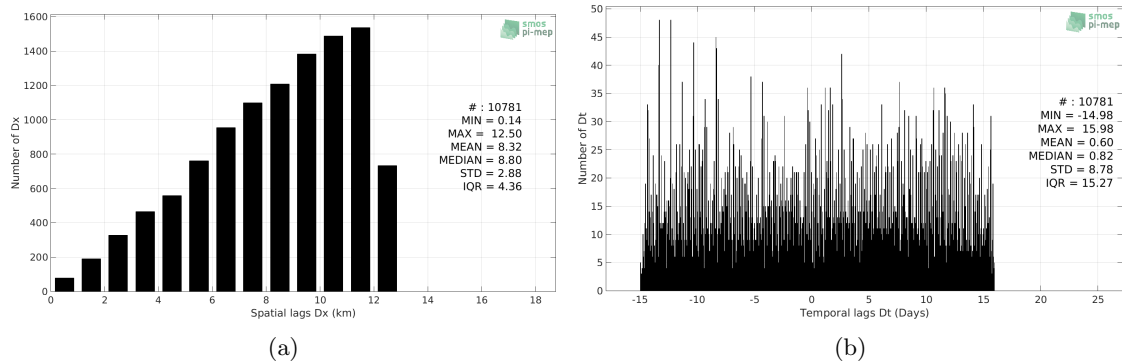 1600
1400
1200
1000
800
600
400
200
0
Number of Dx
0 2 4 6 8 10 12 14 16 18
Spatial lags Dx (km)
smos
pi-mep
# : 10781
MIN = 0.14
MAX = 12.50
MEAN = 8.32
MEDIAN = 8.80
STD = 2.88
IQR = 4.36
(a)
50
45
40
35
30
25
20
15
10
5
0
Number of Dt
-15 -10 -5 0 5 10 15 20 25
Temporal lags Dt (Days)
smos
pi-mep
# : 10781
MIN = -14.98
MAX = 15.98
MEAN = 0.60
MEDIAN = 0.82
STD = 8.78
IQR = 15.27
(b)